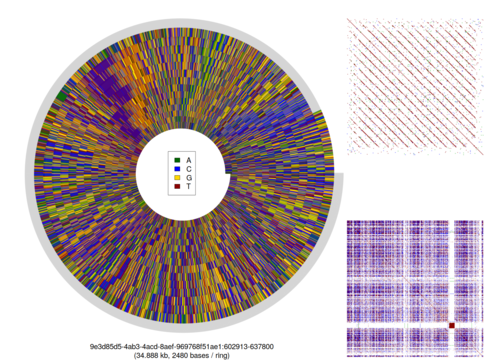 A
C
G
T
9e3d85d5-4ab3-4acd-8aef-969768f51ae1:602913-637800
(34.888 kb, 2480 bases / ring)